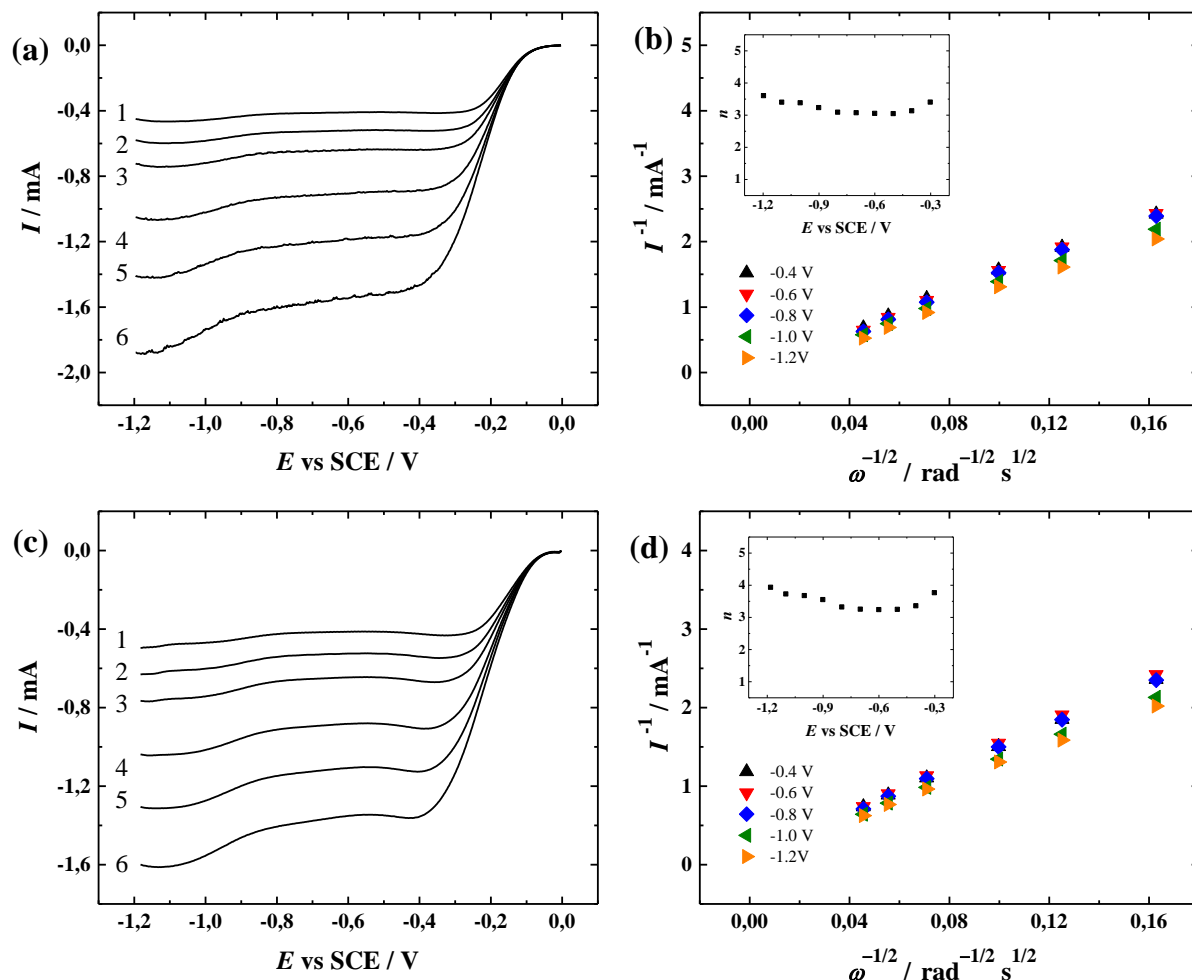 (a)
0,0
-0,4
-0,8
-1,2
-1,6
-2,0
I / mA
1
2
3
4
5
6
-1,2 -1,0 -0,8 -0,6 -0,4 -0,2 0,0
E vs SCE / V
(b)
5
4
3
2
1
0
I⁻¹ / mA⁻¹
5
4
3
2
1
n
-1,2 -0,9 -0,6 -0,3
E vs SCE / V
-0.4 V
-0.6 V
-0.8 V
-1.0 V
-1.2V
0,00 0,04 0,08 0,12 0,16
ω⁻¹/² / rad⁻¹/² s¹/²
(c)
0,0
-0,4
-0,8
-1,2
-1,6
I / mA
1
2
3
4
5
6
-1,2 -1,0 -0,8 -0,6 -0,4 -0,2 0,0
E vs SCE / V
(d)
4
3
2
1
0
I⁻¹ / mA⁻¹
5
4
3
2
1
n
-1,2 -0,9 -0,6 -0,3
E vs SCE / V
-0.4 V
-0.6 V
-0.8 V
-1.0 V
-1.2V
0,00 0,04 0,08 0,12 0,16
ω⁻¹/² / rad⁻¹/² s¹/²